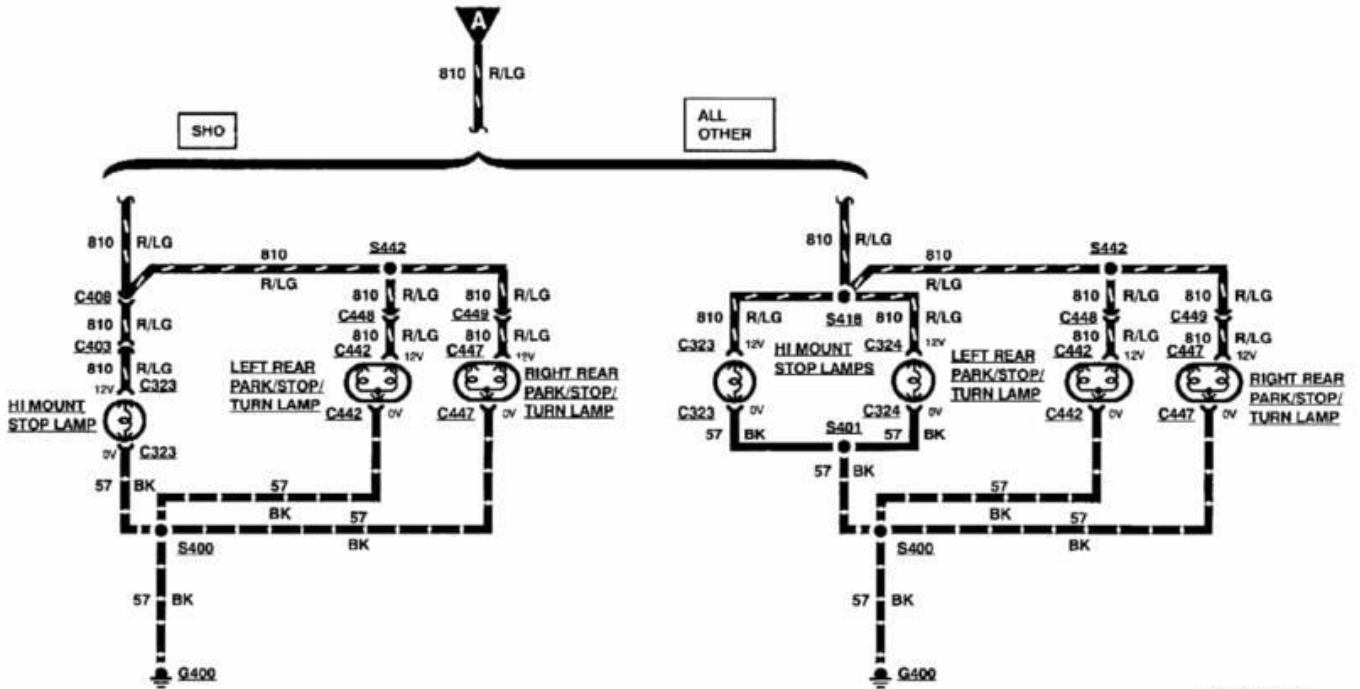 A
810 R/LG
SHO
ALL
OTHER
810 R/LG
810
R/LG
S442
C408
810 R/LG
C403
810 R/LG
12V C323
HI MOUNT
STOP LAMP
0V C323
57 BK
810 R/LG
C448
810 R/LG
C442 12V
LEFT REAR
PARK/STOP/
TURN LAMP
C442 0V
810 R/LG
C449
810 R/LG
C447 12V
RIGHT REAR
PARK/STOP/
TURN LAMP
C447 0V
57
BK
57
BK
S400
57 BK
G400
810 R/LG
810
R/LG
S442
S418
810 R/LG
C323 12V
810 R/LG
C324 12V
HI MOUNT
STOP LAMPS
C323 0V
C324 0V
57 BK
57 BK
S401
57 BK
810 R/LG
C448
810 R/LG
C442 12V
LEFT REAR
PARK/STOP/
TURN LAMP
C442 0V
810 R/LG
C449
810 R/LG
C447 12V
RIGHT REAR
PARK/STOP/
TURN LAMP
C447 0V
57
BK
57
BK
S400
57 BK
G400